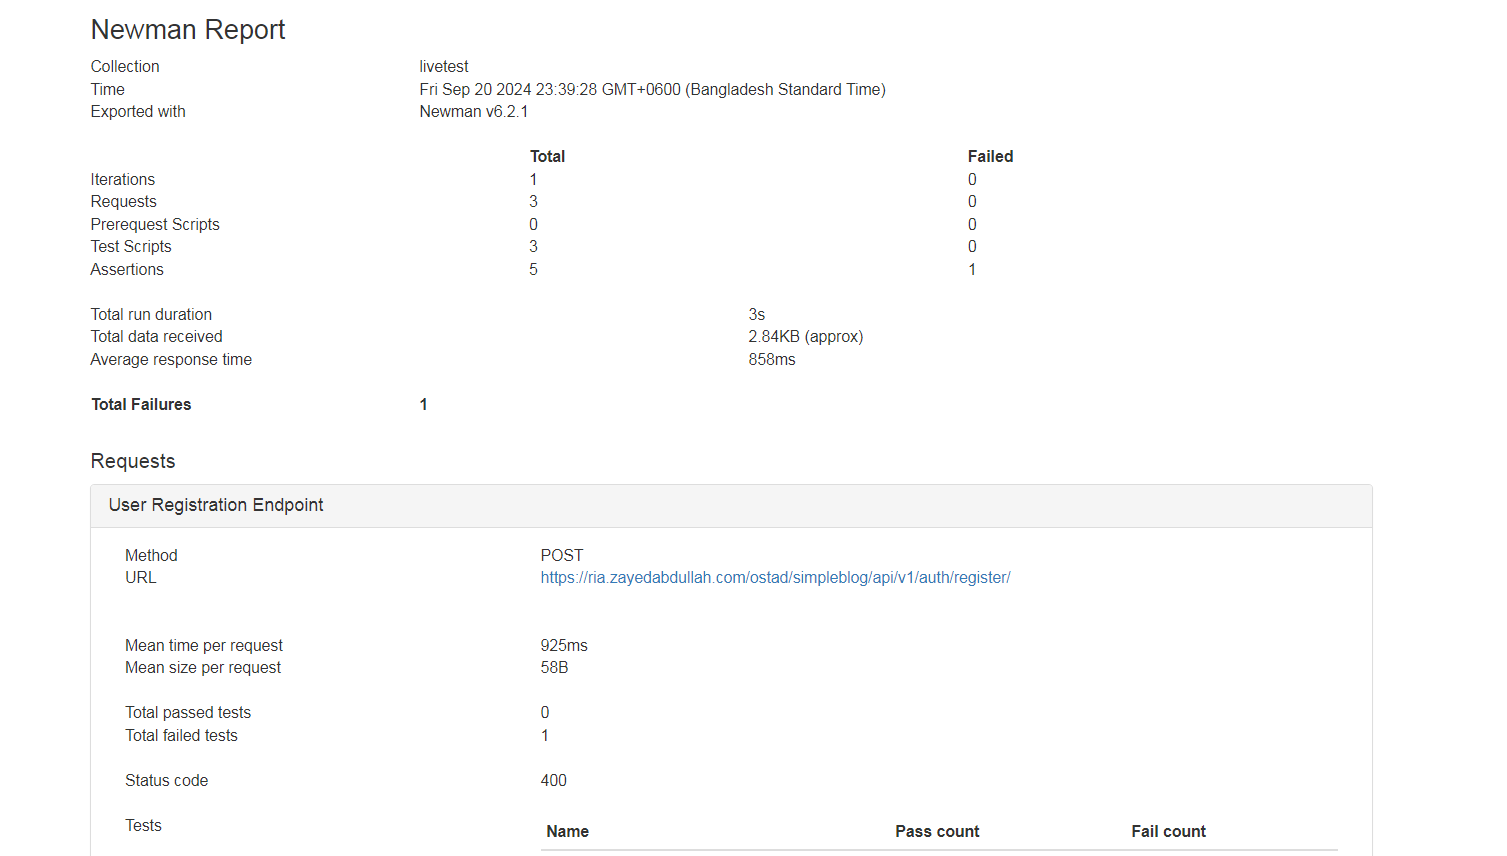 Newman Report
Collection livetest
Time Fri Sep 20 2024 23:39:28 GMT+0600 (Bangladesh Standard Time)
Exported with Newman v6.2.1
Total Failed
Iterations 1 0
Requests 3 0
Prerequest Scripts 0 0
Test Scripts 3 0
Assertions 5 1
Total run duration 3s
Total data received 2.84KB (approx)
Average response time 858ms
Total Failures 1
Requests
User Registration Endpoint
Method POST
URL https://ria.zayedabdullah.com/ostad/simpleblog/api/v1/auth/register/
Mean time per request 925ms
Mean size per request 58B
Total passed tests 0
Total failed tests 1
Status code 400
Tests Name Pass count Fail count